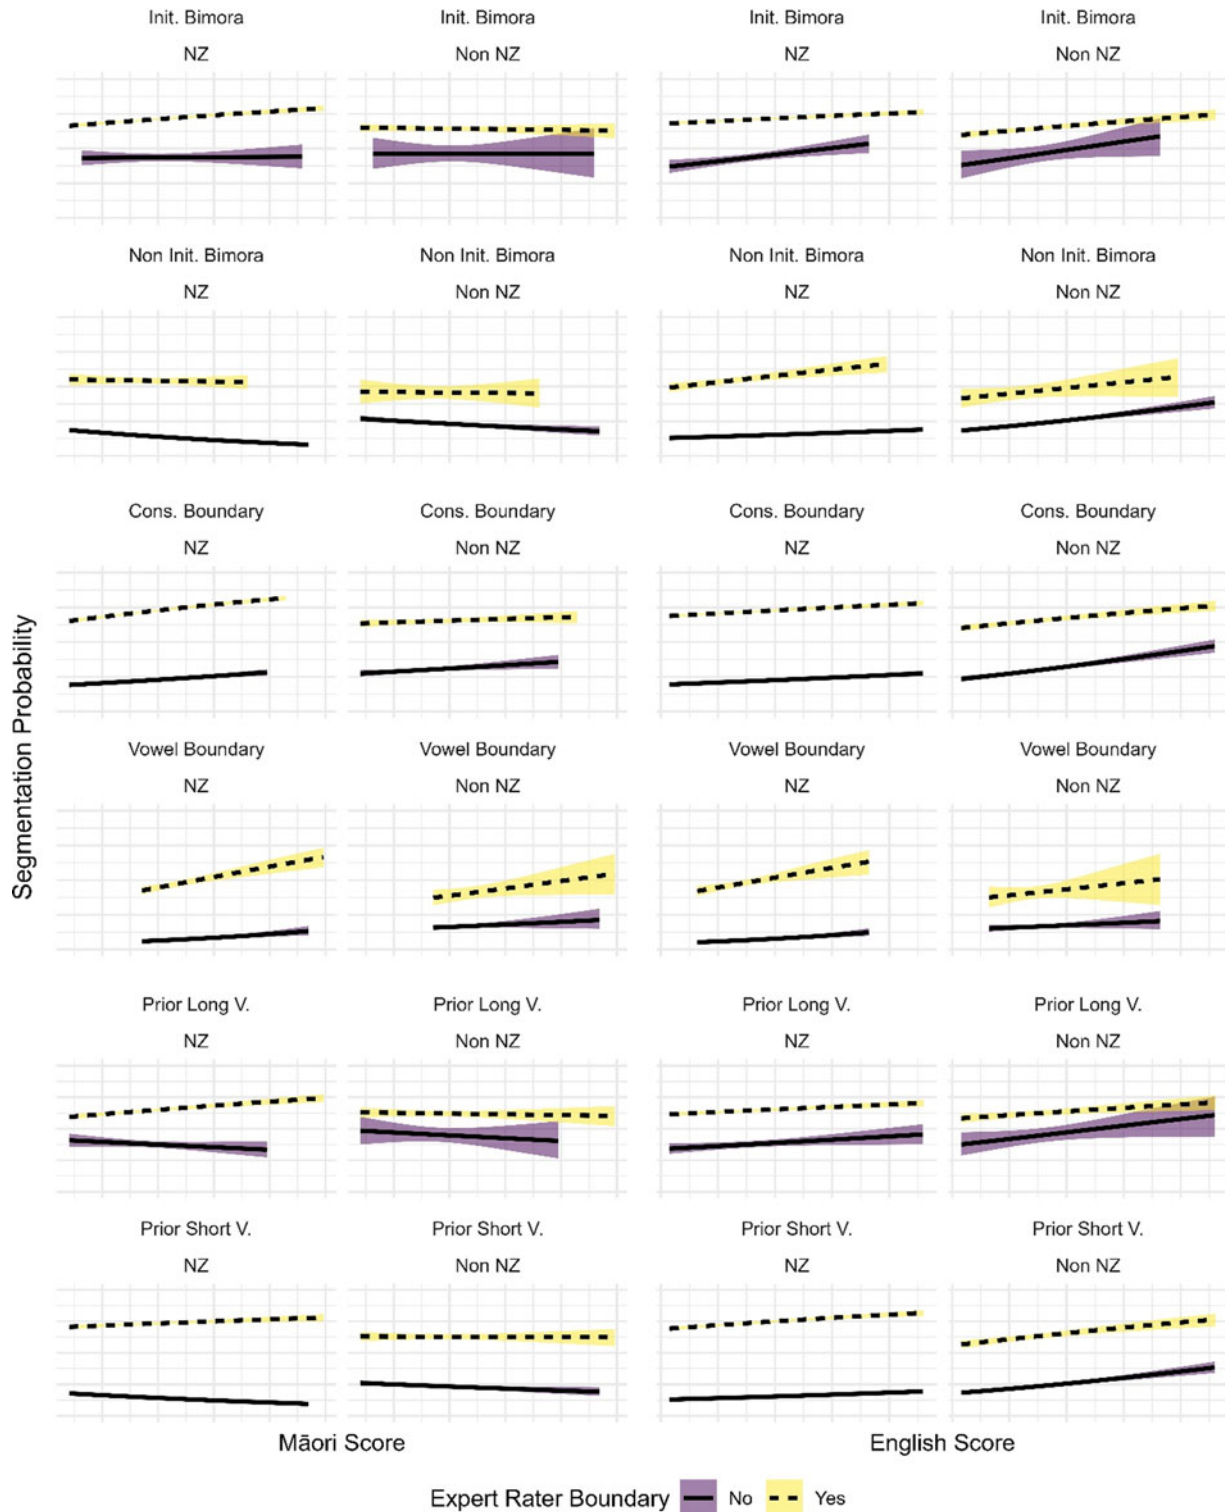 Init. Bimora Init. Bimora Init. Bimora Init. Bimora
NZ Non NZ NZ Non NZ
Non Init. Bimora Non Init. Bimora Non Init. Bimora Non Init. Bimora
NZ Non NZ NZ Non NZ
Cons. Boundary Cons. Boundary Cons. Boundary Cons. Boundary
NZ Non NZ NZ Non NZ
Segmentation Probability
Vowel Boundary Vowel Boundary Vowel Boundary Vowel Boundary
NZ Non NZ NZ Non NZ
Prior Long V. Prior Long V. Prior Long V. Prior Long V.
NZ Non NZ NZ Non NZ
Prior Short V. Prior Short V. Prior Short V. Prior Short V.
NZ Non NZ NZ Non NZ
Māori Score English Score
Expert Rater Boundary No Yes